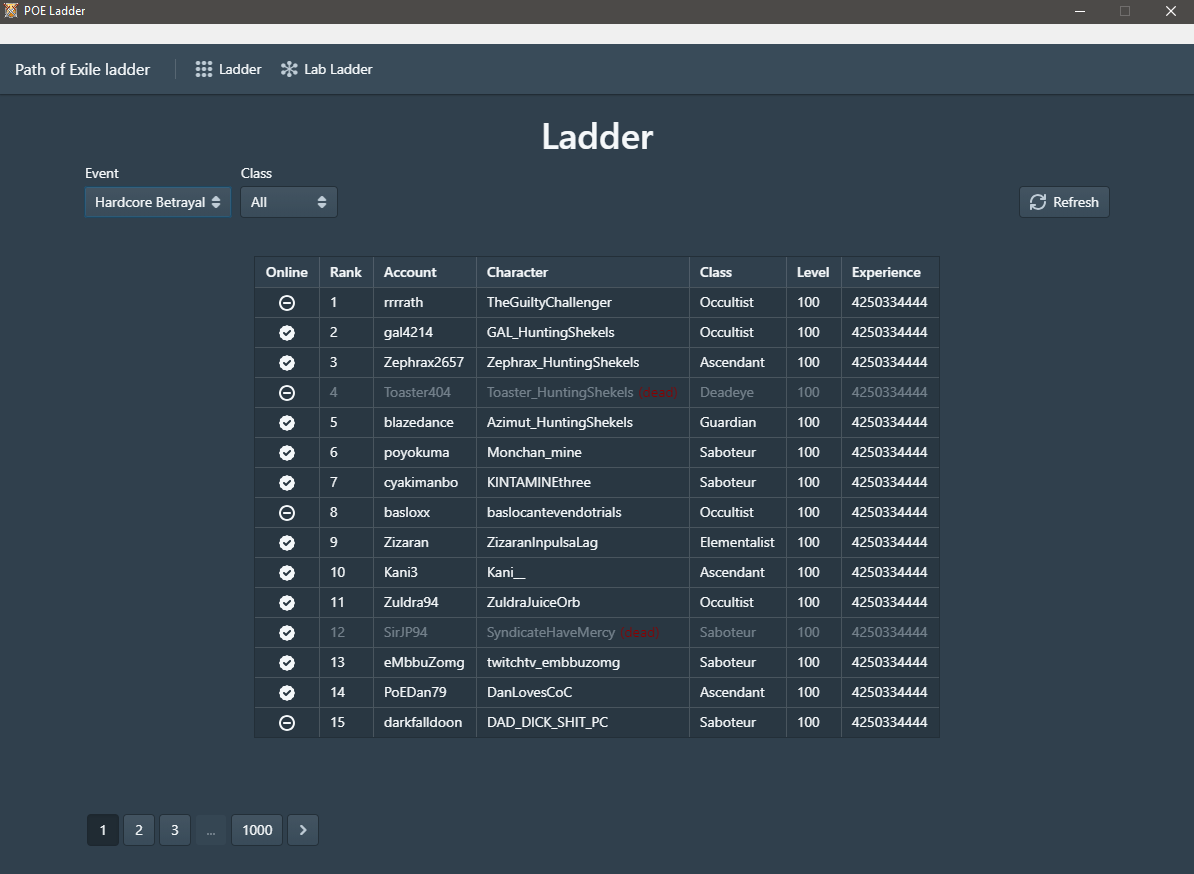 POE Ladder
Path of Exile ladder Ladder Lab Ladder
Ladder
Event Class
Hardcore Betrayal All Refresh
Online Rank Account Character Class Level Experience
1 rrrrath TheGuiltyChallenger Occultist 100 4250334444
2 gal4214 GAL_HuntingShekels Occultist 100 4250334444
3 Zephrax2657 Zephrax_HuntingShekels Ascendant 100 4250334444
4 Toaster404 Toaster_HuntingShekels (dead) Deadeye 100 4250334444
5 blazedance Azimut_HuntingShekels Guardian 100 4250334444
6 poyokuma Monchan_mine Saboteur 100 4250334444
7 cyakimanbo KINTAMINEthree Saboteur 100 4250334444
8 basloxx baslocantevendotrials Occultist 100 4250334444
9 Zizaran ZizaranInpulsaLag Elementalist 100 4250334444
10 Kani3 Kani__ Ascendant 100 4250334444
11 Zuldra94 ZuldraJuiceOrb Occultist 100 4250334444
12 SirJP94 SyndicateHaveMercy (dead) Saboteur 100 4250334444
13 eMbbuZomg twitchtv_embbuzomg Saboteur 100 4250334444
14 PoEDan79 DanLovesCoC Ascendant 100 4250334444
15 darkfalldoon DAD_DICK_SHIT_PC Saboteur 100 4250334444
1 2 3 ... 1000